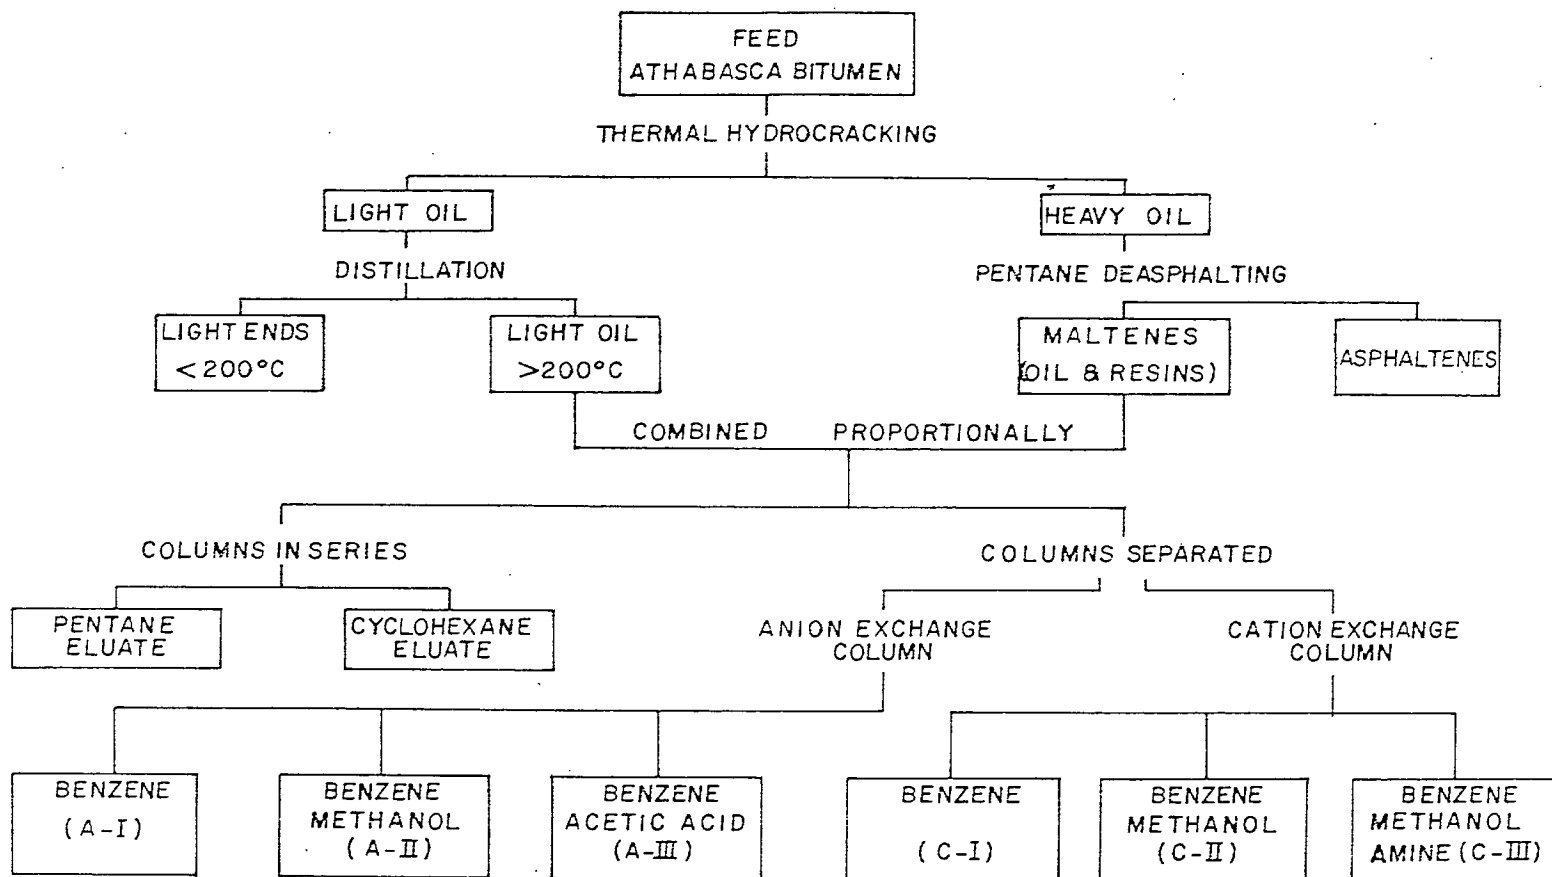 FEED
ATHABASCA BITUMEN
THERMAL HYDROCRACKING
LIGHT OIL
HEAVY OIL
DISTILLATION
PENTANE DEASPHALTING
LIGHT ENDS
<200°C
LIGHT OIL
>200°C
MALTENES
(OIL & RESINS)
ASPHALTENES
COMBINED PROPORTIONALLY
COLUMNS IN SERIES
COLUMNS SEPARATED
PENTANE
ELUATE
CYCLOHEXANE
ELUATE
ANION EXCHANGE
COLUMN
CATION EXCHANGE
COLUMN
BENZENE
(A-I)
BENZENE
METHANOL
(A-II)
BENZENE
ACETIC ACID
(A-III)
BENZENE
(C-I)
BENZENE
METHANOL
(C-II)
BENZENE
METHANOL
AMINE (C-III)